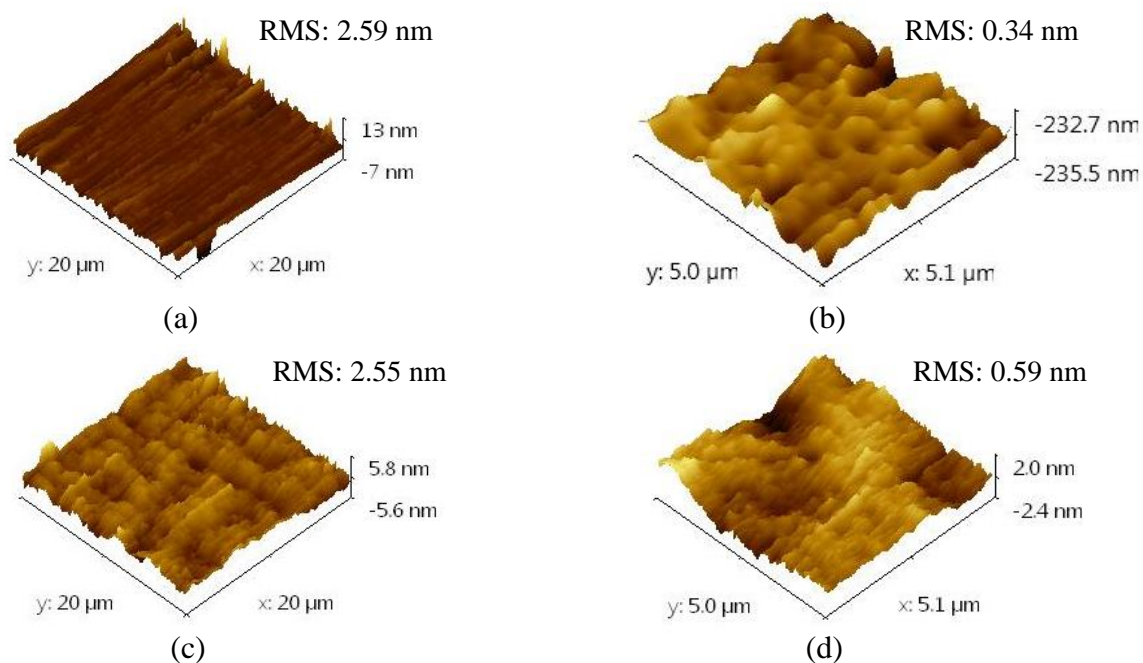 RMS: 2.59 nm
13 nm
-7 nm
y: 20 µm
x: 20 µm
(a)
RMS: 0.34 nm
-232.7 nm
-235.5 nm
y: 5.0 µm
x: 5.1 µm
(b)
RMS: 2.55 nm
5.8 nm
-5.6 nm
y: 20 µm
x: 20 µm
(c)
RMS: 0.59 nm
2.0 nm
-2.4 nm
y: 5.0 µm
x: 5.1 µm
(d)